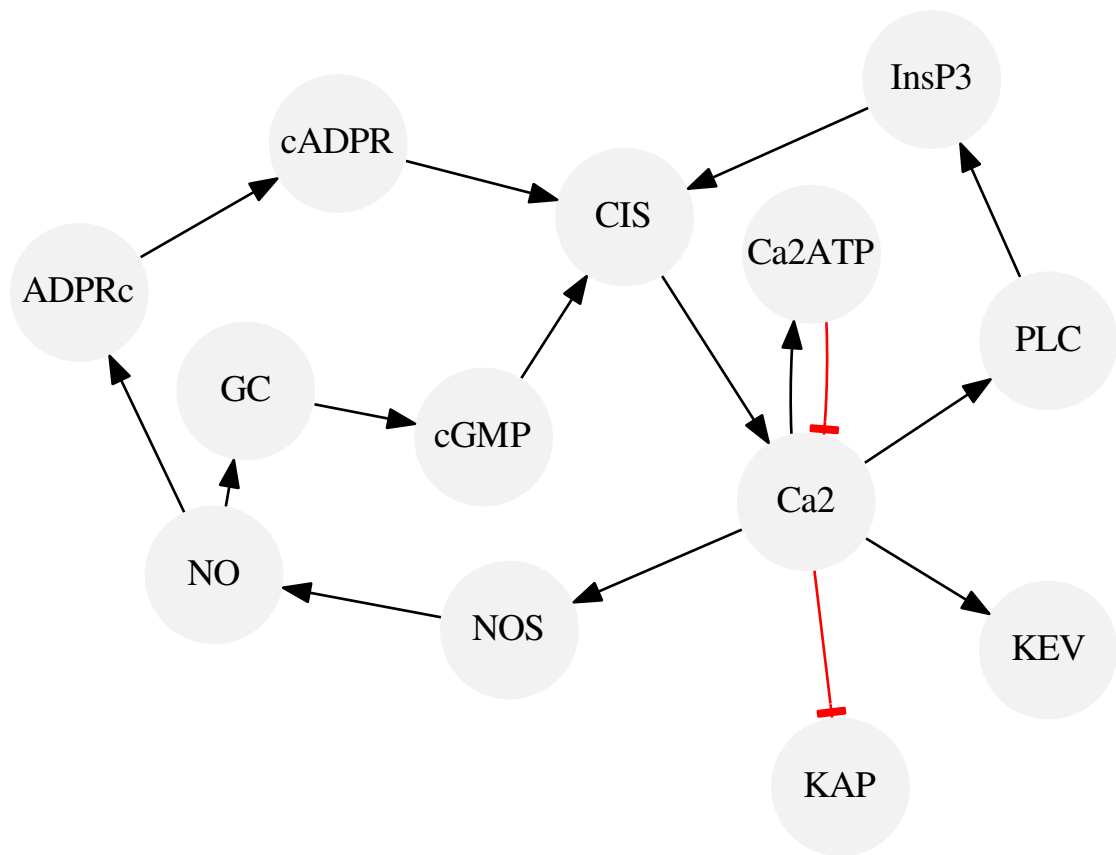 InsP3
cADPR
CIS
Ca2ATP
ADPRc
PLC
GC
cGMP
Ca2
NO
NOS
KEV
KAP